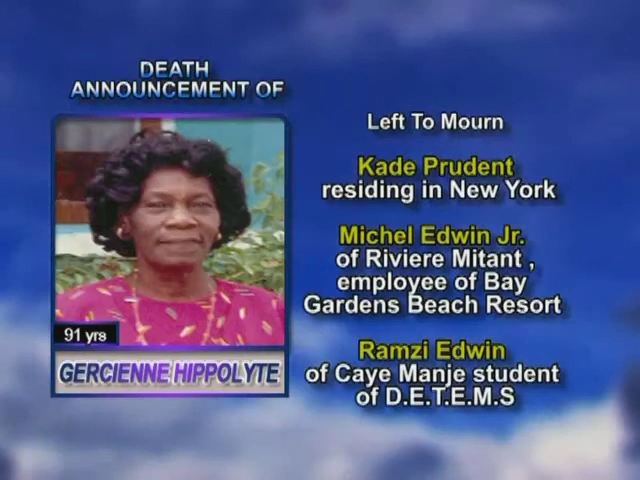 DEATH
ANNOUNCEMENT OF
91 yrs
GERCIENNE HIPPOLYTE
Left To Mourn
Kade Prudent
residing in New York
Michel Edwin Jr.
of Riviere Mitant ,
employee of Bay
Gardens Beach Resort
Ramzi Edwin
of Caye Manje student
of D.E.T.E.M.S